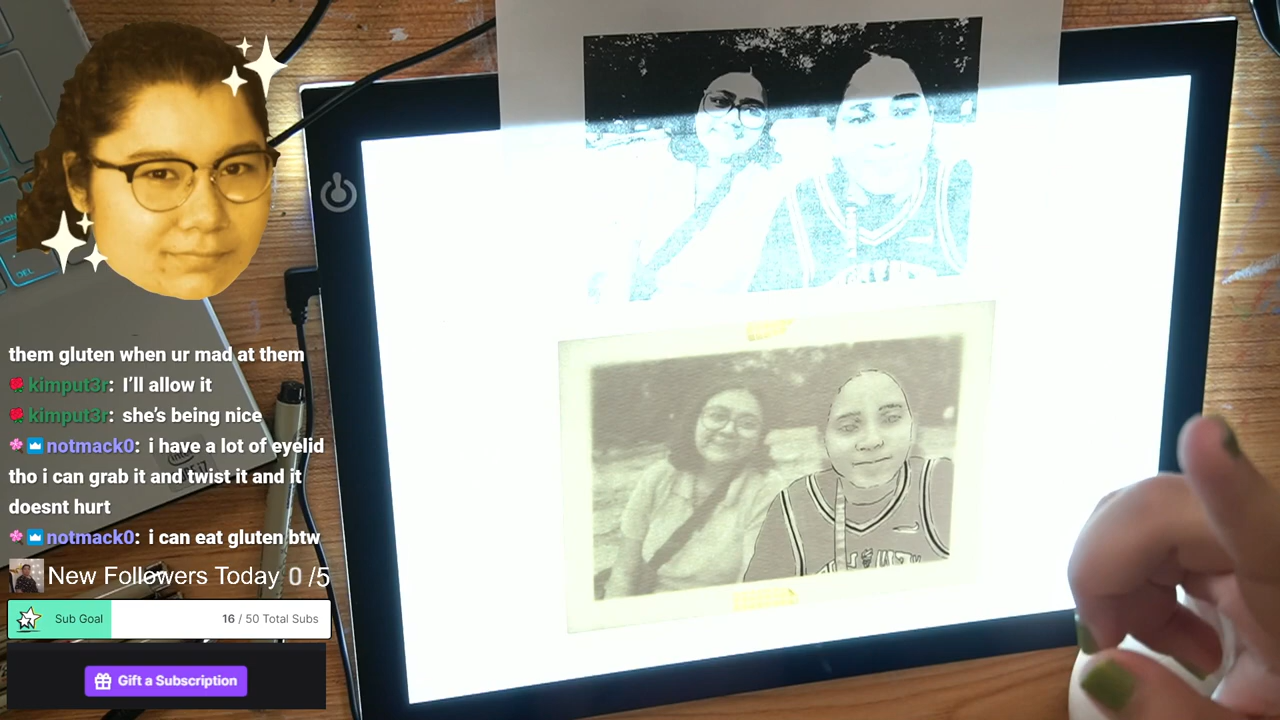 them gluten when ur mad at them
kimput3r: I'll allow it
kimput3r: she's being nice
notmack0: i have a lot of eyelid
tho i can grab it and twist it and it
doesnt hurt
notmack0: i can eat gluten btw
New Followers Today 0 /5
Sub Goal 16 / 50 Total Subs
Gift a Subscription
DEL